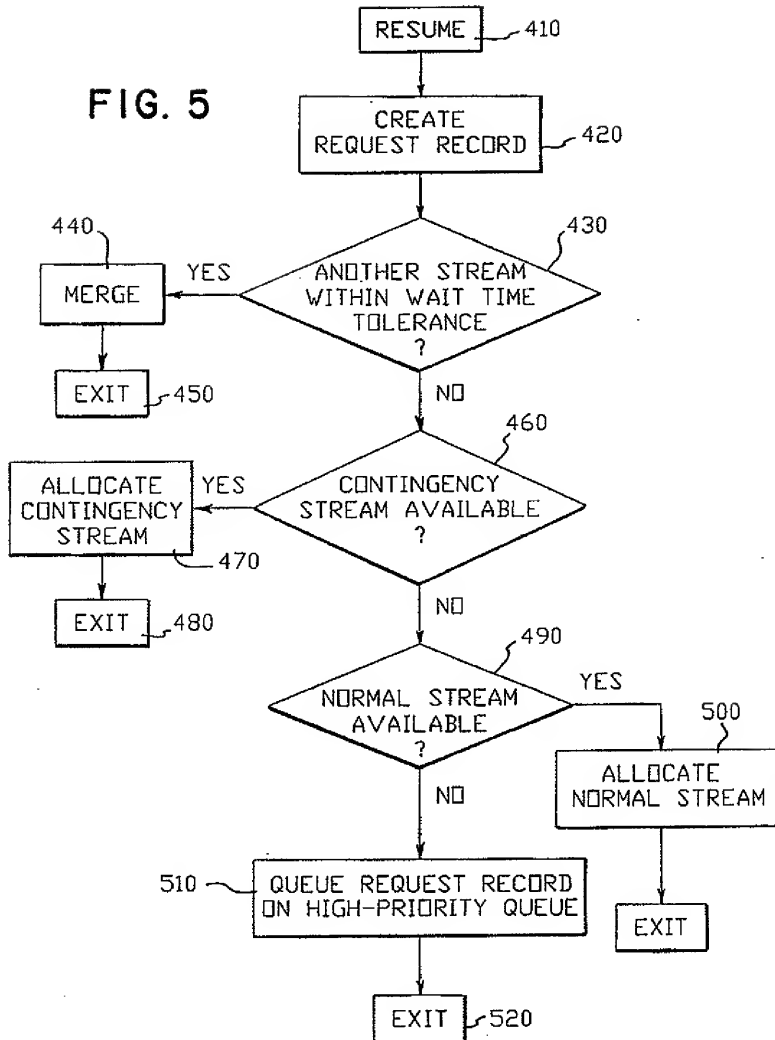 FIG. 5
RESUME
410
CREATE
REQUEST RECORD
420
430
ANOTHER STREAM
WITHIN WAIT TIME
TOLERANCE
?
YES
440
MERGE
EXIT
450
NO
460
CONTINGENCY
STREAM AVAILABLE
?
YES
ALLOCATE
CONTINGENCY
STREAM
470
EXIT
480
NO
490
NORMAL STREAM
AVAILABLE
?
YES
500
ALLOCATE
NORMAL STREAM
EXIT
NO
510
QUEUE REQUEST RECORD
ON HIGH-PRIORITY QUEUE
EXIT
520